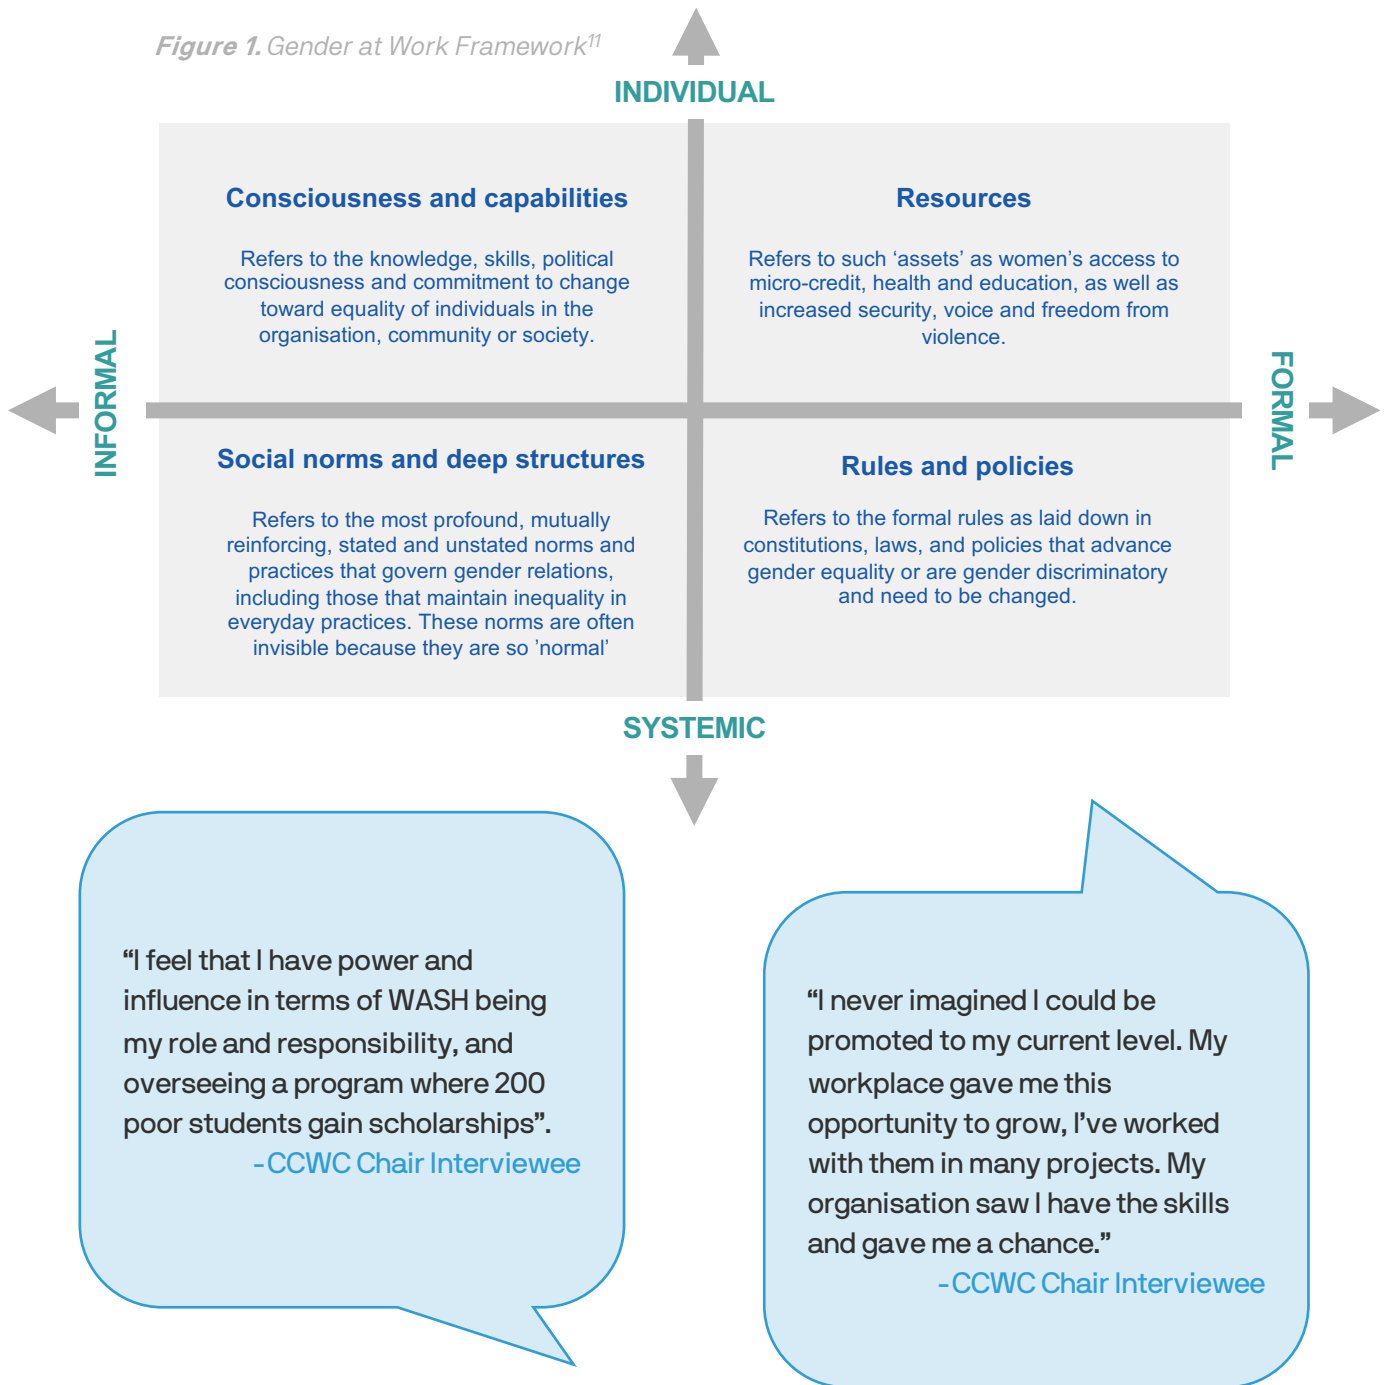 Figure 1. Gender at Work Framework11
INDIVIDUAL
Consciousness and capabilities
Refers to the knowledge, skills, political
consciousness and commitment to change
toward equality of individuals in the
organisation, community or society.
Resources
Refers to such ‘assets’ as women’s access to
micro-credit, health and education, as well as
increased security, voice and freedom from
violence.
INFORMAL
FORMAL
Social norms and deep structures
Refers to the most profound, mutually
reinforcing, stated and unstated norms and
practices that govern gender relations,
including those that maintain inequality in
everyday practices. These norms are often
invisible because they are so ’normal’
Rules and policies
Refers to the formal rules as laid down in
constitutions, laws, and policies that advance
gender equality or are gender discriminatory
and need to be changed.
SYSTEMIC
“I feel that I have power and
influence in terms of WASH being
my role and responsibility, and
overseeing a program where 200
poor students gain scholarships”.
-CCWC Chair Interviewee
“I never imagined I could be
promoted to my current level. My
workplace gave me this
opportunity to grow, I’ve worked
with them in many projects. My
organisation saw I have the skills
and gave me a chance.”
-CCWC Chair Interviewee